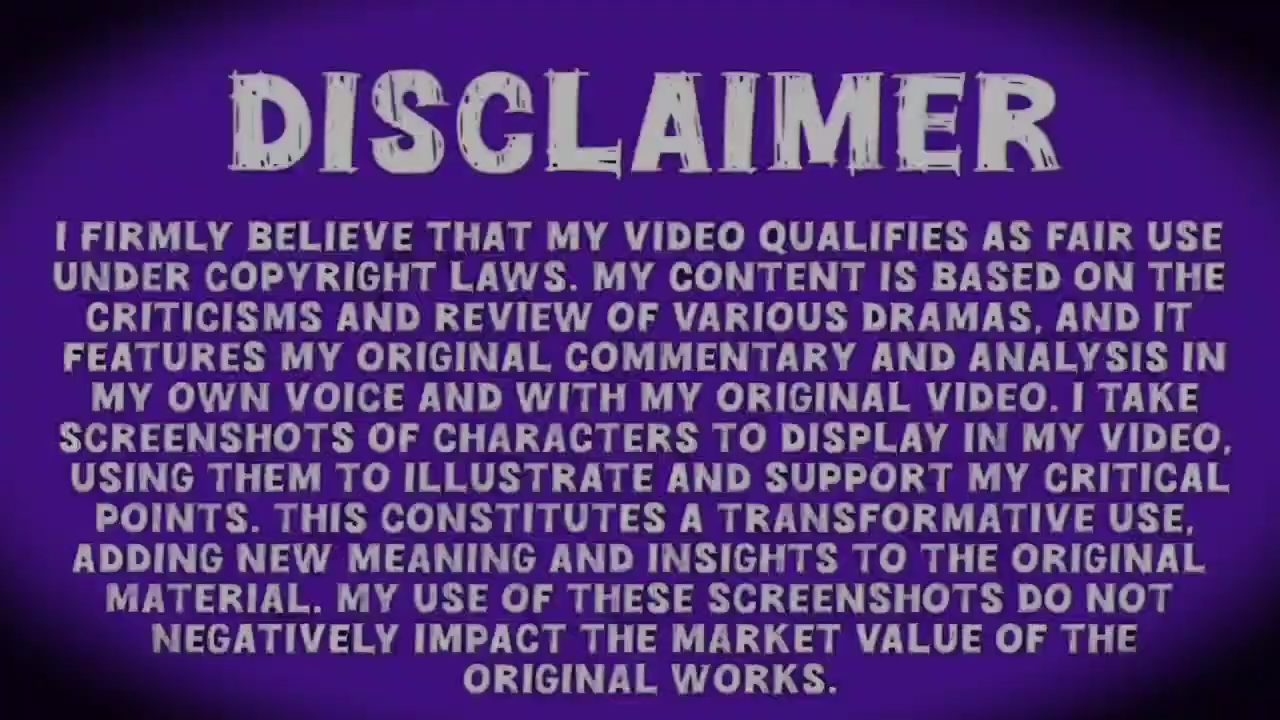 DISCLAIMER
I FIRMLY BELIEVE THAT MY VIDEO QUALIFIES AS FAIR USE
UNDER COPYRIGHT LAWS. MY CONTENT IS BASED ON THE
CRITICISMS AND REVIEW OF VARIOUS DRAMAS, AND IT
FEATURES MY ORIGINAL COMMENTARY AND ANALYSIS IN
MY OWN VOICE AND WITH MY ORIGINAL VIDEO. I TAKE
SCREENSHOTS OF CHARACTERS TO DISPLAY IN MY VIDEO,
USING THEM TO ILLUSTRATE AND SUPPORT MY CRITICAL
POINTS. THIS CONSTITUTES A TRANSFORMATIVE USE,
ADDING NEW MEANING AND INSIGHTS TO THE ORIGINAL
MATERIAL. MY USE OF THESE SCREENSHOTS DO NOT
NEGATIVELY IMPACT THE MARKET VALUE OF THE
ORIGINAL WORKS.